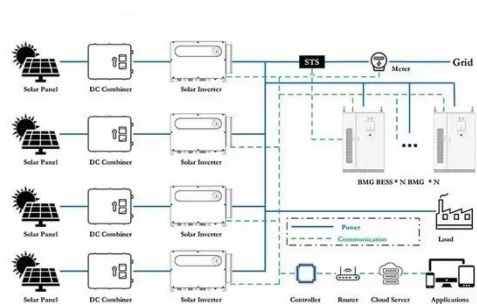 STS
Meter
Grid
Solar Panel
DC Combiner
Solar Inverter
Solar Panel
DC Combiner
Solar Inverter
BMG BESS * N BMG * N
Solar Panel
DC Combiner
Solar Inverter
Power
Communication
Load
Solar Panel
DC Combiner
Solar Inverter
Controller
Router
Cloud Server
Applications